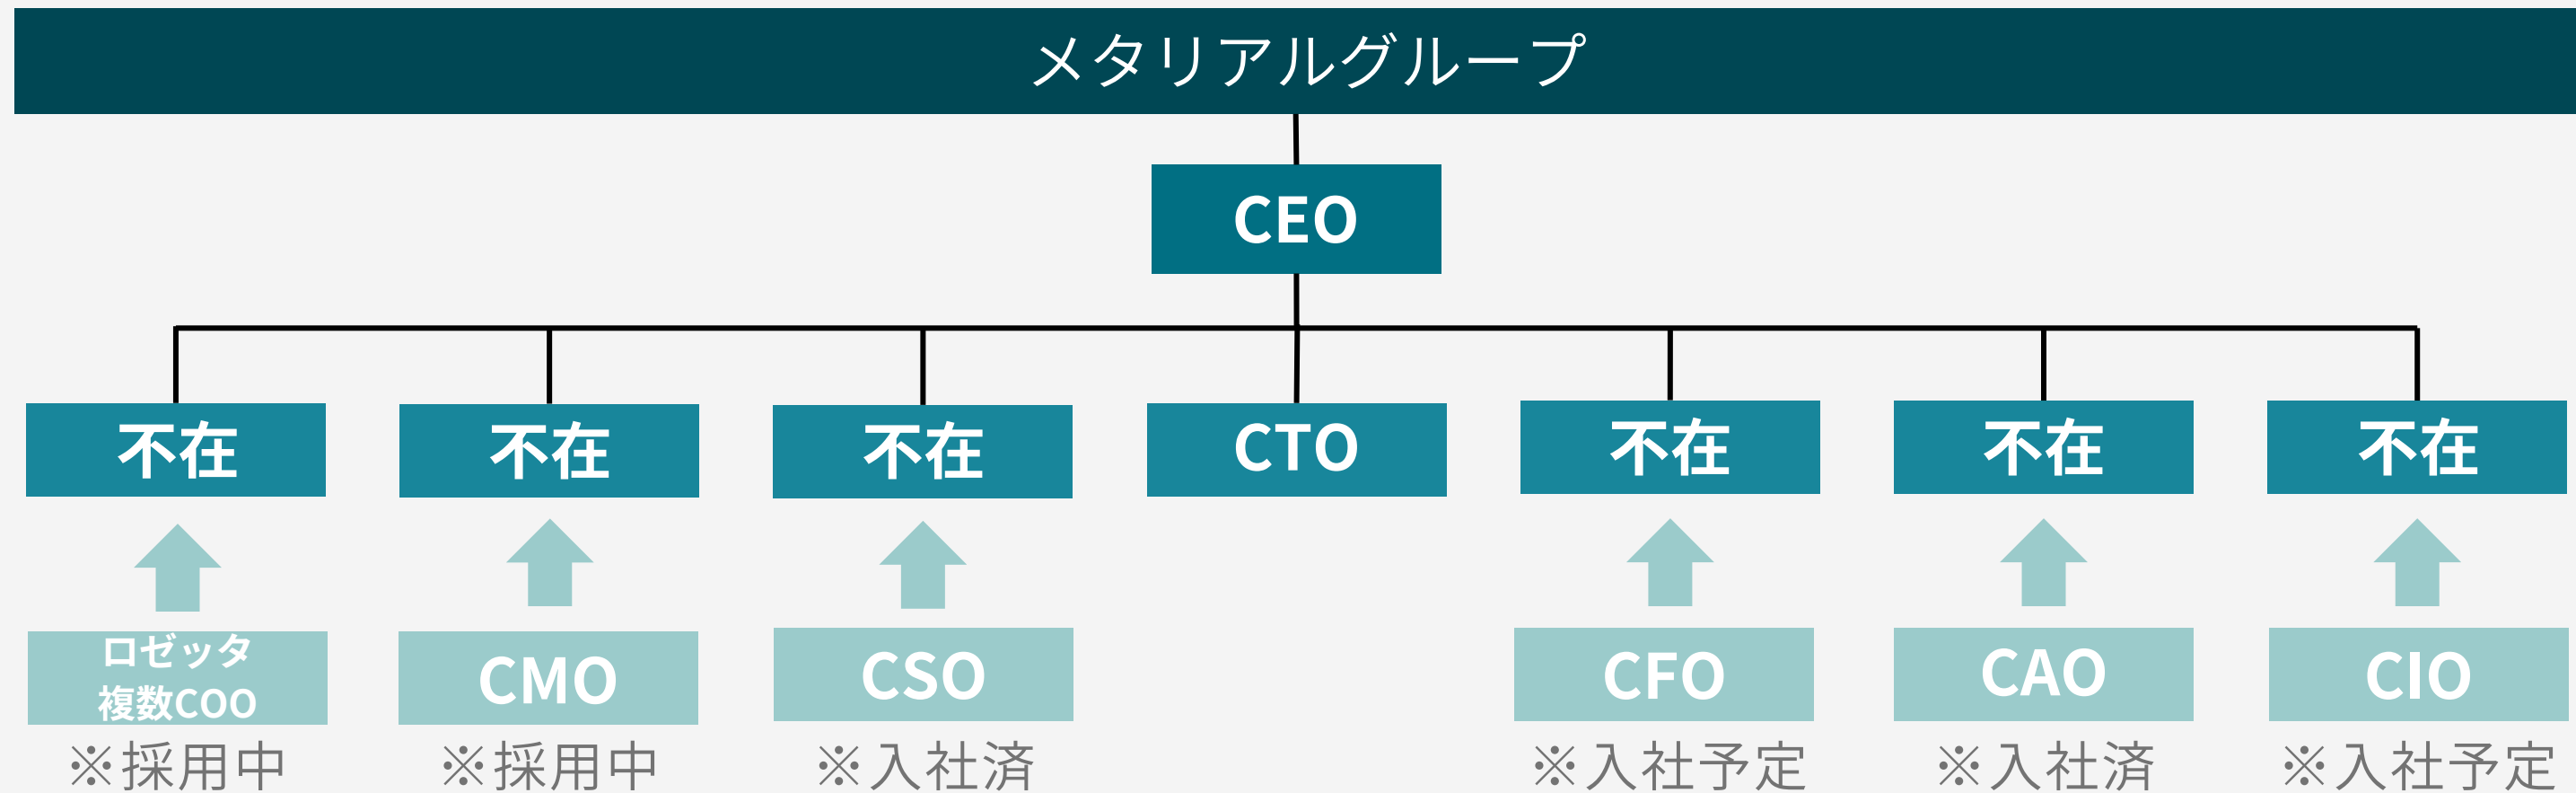 メタリアルグループ
CEO
不在
不在
不在
CTO
不在
不在
不在
ロゼッタ
複数COO
CMO
CSO
CFO
CAO
CIO
※採用中
※採用中
※入社済
※入社予定
※入社済
※入社予定